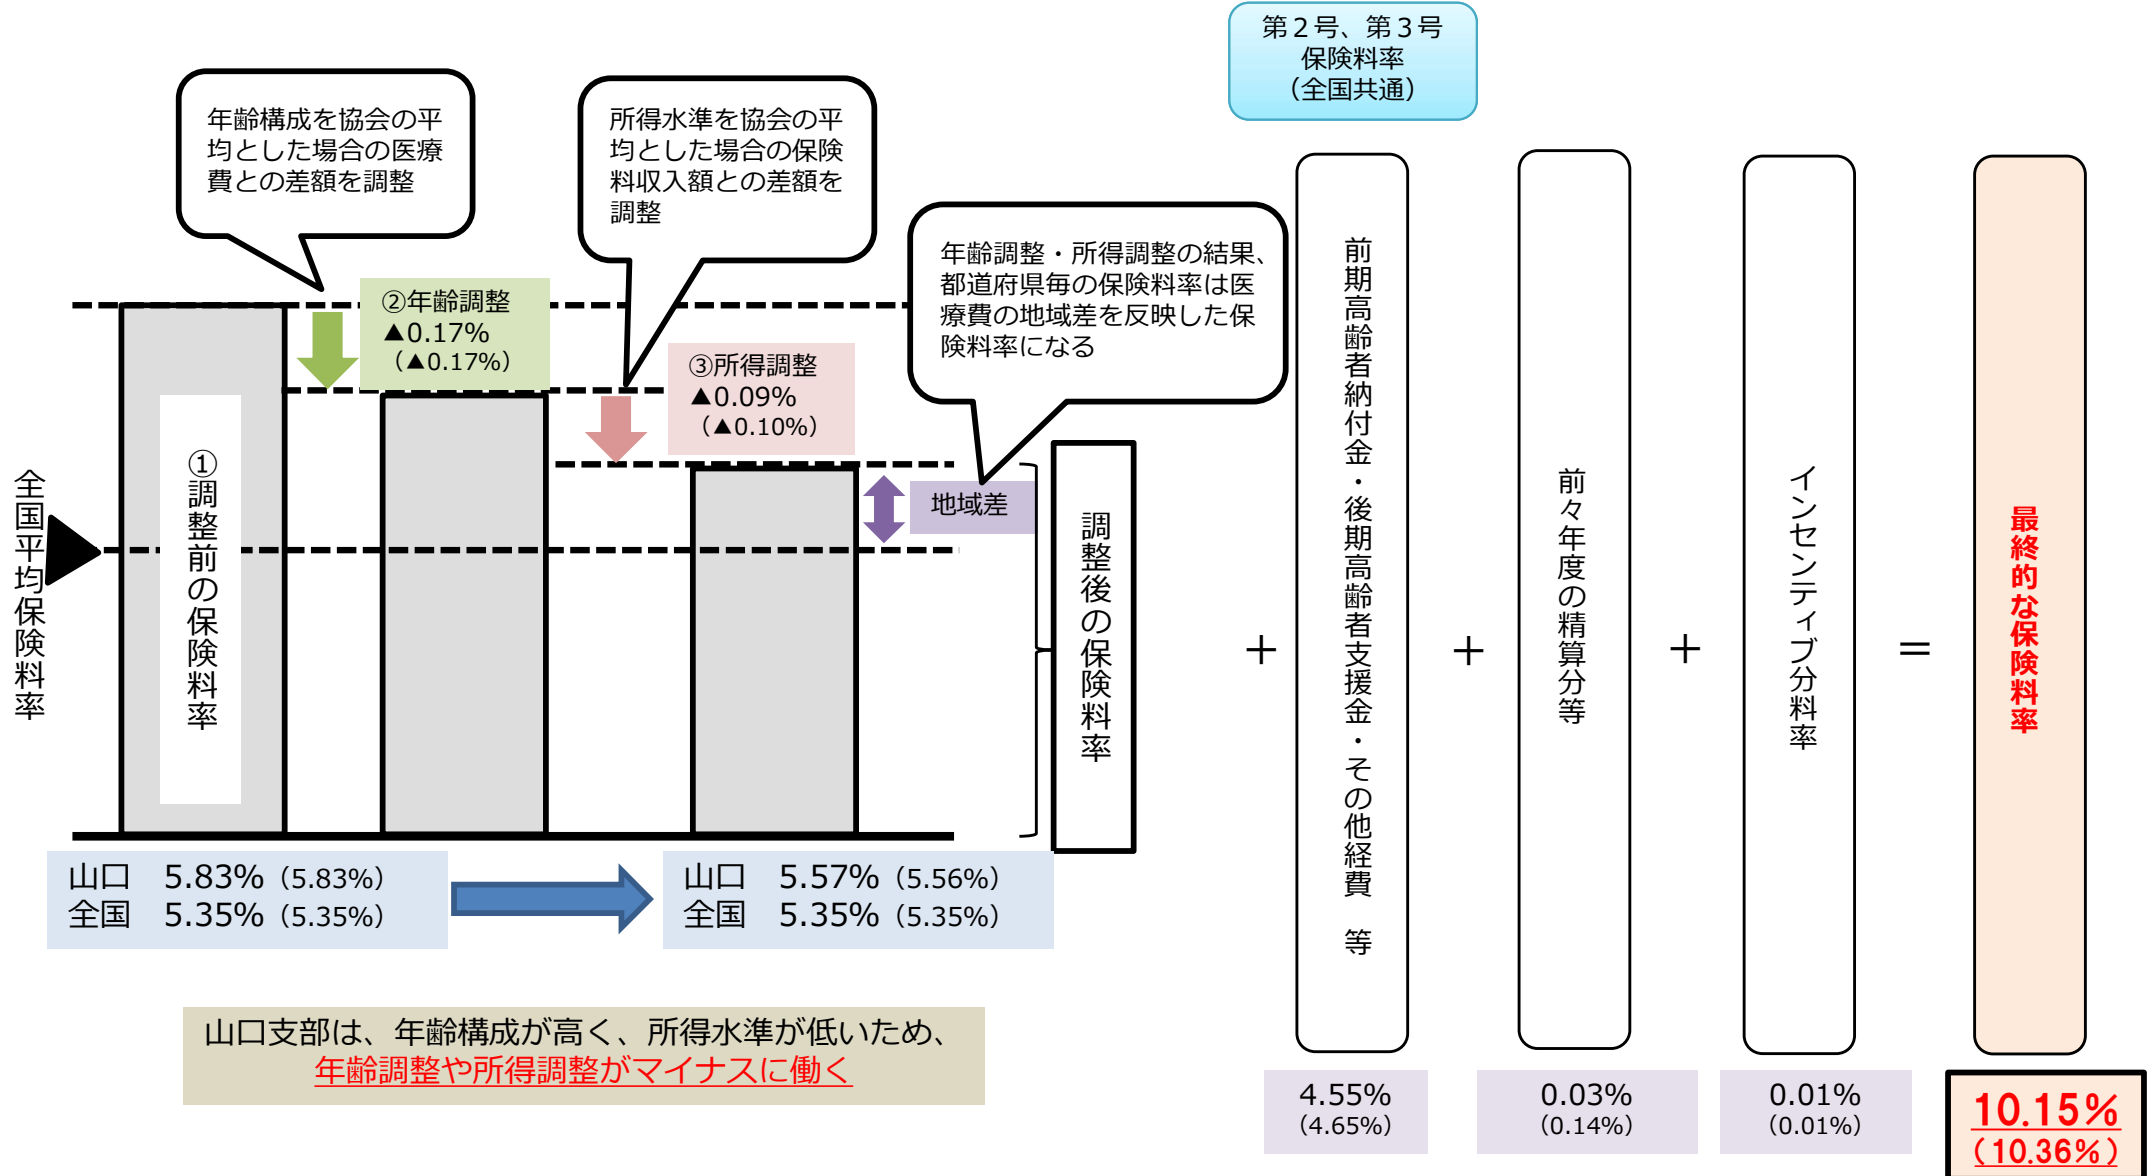 第２号、第３号
保険料率
（全国共通）
年齢構成を協会の平
均とした場合の医療
費との差額を調整
所得水準を協会の平
均とした場合の保険
料収入額との差額を
調整
年齢調整・所得調整の結果、
都道府県毎の保険料率は医
療費の地域差を反映した保
険料率になる
②年齢調整
▲0.17%
（▲0.17%）
③所得調整
▲0.09%
（▲0.10%）
地域差
全国平均保険料率
①調整前の保険料率
調整後の保険料率
＋
前期高齢者納付金・後期高齢者支援金・その他経費　等
＋
前々年度の精算分等
＋
インセンティブ分料率
＝
最終的な保険料率
山口　5.83%（5.83%）
全国　5.35%（5.35%）
山口　5.57%（5.56%）
全国　5.35%（5.35%）
山口支部は、年齢構成が高く、所得水準が低いため、
年齢調整や所得調整がマイナスに働く
4.55%
（4.65%）
0.03%
（0.14%）
0.01%
（0.01%）
10.15%
（10.36%）